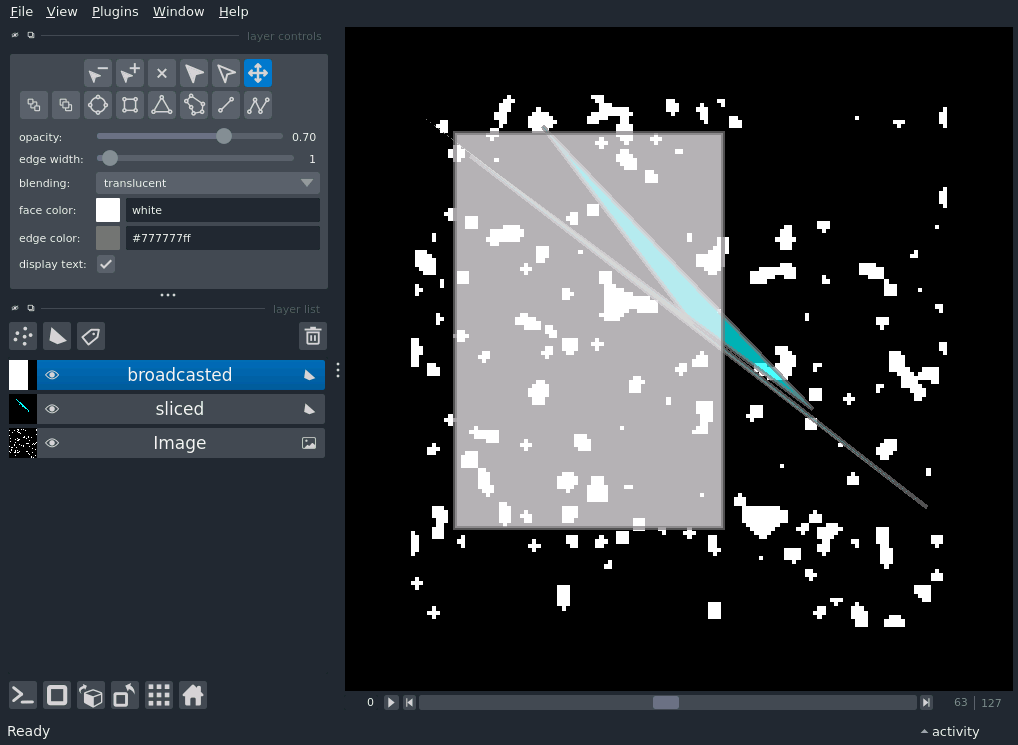 File View Plugins Window Help
layer controls
opacity: 0.70
edge width: 1
blending: translucent
face color: white
edge color: #777777ff
display text:
layer list
broadcasted
sliced
Image
0 63 | 127
Ready activity